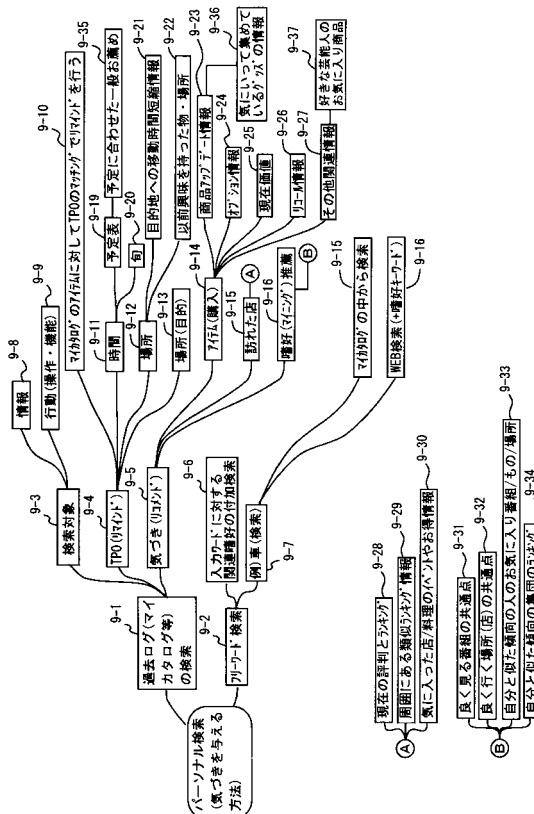 パーソナル検索
(気づきを与える
方法)
9-1
過去ログ(マイ
カタログ等)
の検索
9-2
フリーワード検索
9-3
検索対象
9-4
TPO(リマインド)
9-5
気づき(リコメンド)
9-6
入力ワードに対する
関連嗜好の付加検索
9-7
例)車(検索)
9-8
情報
9-9
行動(操作・機能)
9-10
マイカタログのアイテムに対してTPOのマッチングでリマインドを行う
9-11
時間
9-12
場所
9-13
場所(目的)
9-14
アイテム(購入)
9-15
訪れた店
A
9-16
嗜好(マイニング)推薦
B
9-15
マイカタログの中から検索
9-16
WEB検索(+嗜好キーワード)
9-19
予定表
9-35
予定に合わせた一般お薦め
9-20
旬
9-21
目的地への移動時間短縮情報
9-22
以前興味を持った物・場所
9-23
商品アップデート情報
9-36
気にいって集めて
いるグッズの情報
9-24
オプション情報
9-25
現在価値
9-26
リコール情報
9-27
その他関連情報
9-37
好きな芸能人の
お気に入り商品
A
9-28
現在の評判とランキング
9-29
周囲にある類似ランキング情報
9-30
気に入った店/料理のイベントやお得情報
B
9-31
良く見る番組の共通点
9-32
良く行く場所(店)の共通点
9-33
自分と似た傾向の人のお気に入り番組/もの/場所
9-34
自分と似た傾向の集団のランキング